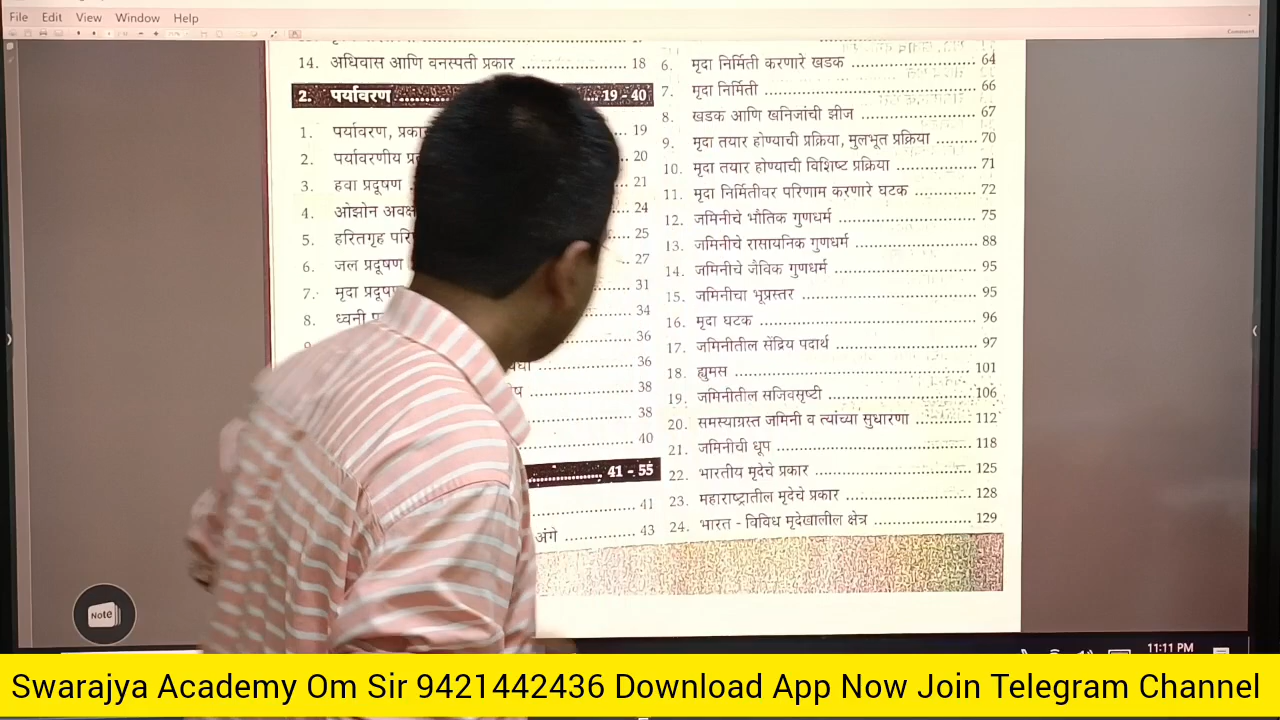 File Edit View Window Help
Comment
14. अधिवास आणि वनस्पती प्रकार ........................ 18
2. पर्यावरण ... 19 - 40
1. पर्यावरण, ... 19
2. पर्यावरणीय ... 20
3. हवा प्रदूषण ... 21
4. ओझोन ... 24
5. हरितगृह ... 25
6. जल प्रदूषण ... 27
7. मृदा ... 31
8. ध्वनी ... 34
36
36
38
38
40
41 - 55
41
अंगे ............... 43
6. मृदा निर्मिती करणारे खडक ........................ 64
7. मृदा निर्मिती ........................ 66
8. खडक आणि खनिजांची झीज ........................ 67
9. मृदा तयार होण्याची प्रक्रिया, मुलभूत प्रक्रिया ......... 70
10. मृदा तयार होण्याची विशिष्ट प्रक्रिया .................. 71
11. मृदा निर्मितीवर परिणाम करणारे घटक ............. 72
12. जमिनीचे भौतिक गुणधर्म ........................ 75
13. जमिनीचे रासायनिक गुणधर्म ........................ 88
14. जमिनीचे जैविक गुणधर्म ........................ 95
15. जमिनीचा भूप्रस्तर ........................ 95
16. मृदा घटक ........................ 96
17. जमिनीतील सेंद्रिय पदार्थ ........................ 97
18. ह्युमस ........................ 101
19. जमिनीतील सजिवसृष्टी ........................ 106
20. समस्याग्रस्त जमिनी व त्यांच्या सुधारणा ............ 112
21. जमिनीची धूप ........................ 118
22. भारतीय मृदेचे प्रकार ........................ 125
23. महाराष्ट्रातील मृदेचे प्रकार ........................ 128
24. भारत - विविध मृदेखालील क्षेत्र .................. 129
Note
11:11 PM
Swarajya Academy Om Sir 9421442436 Download App Now Join Telegram Channel